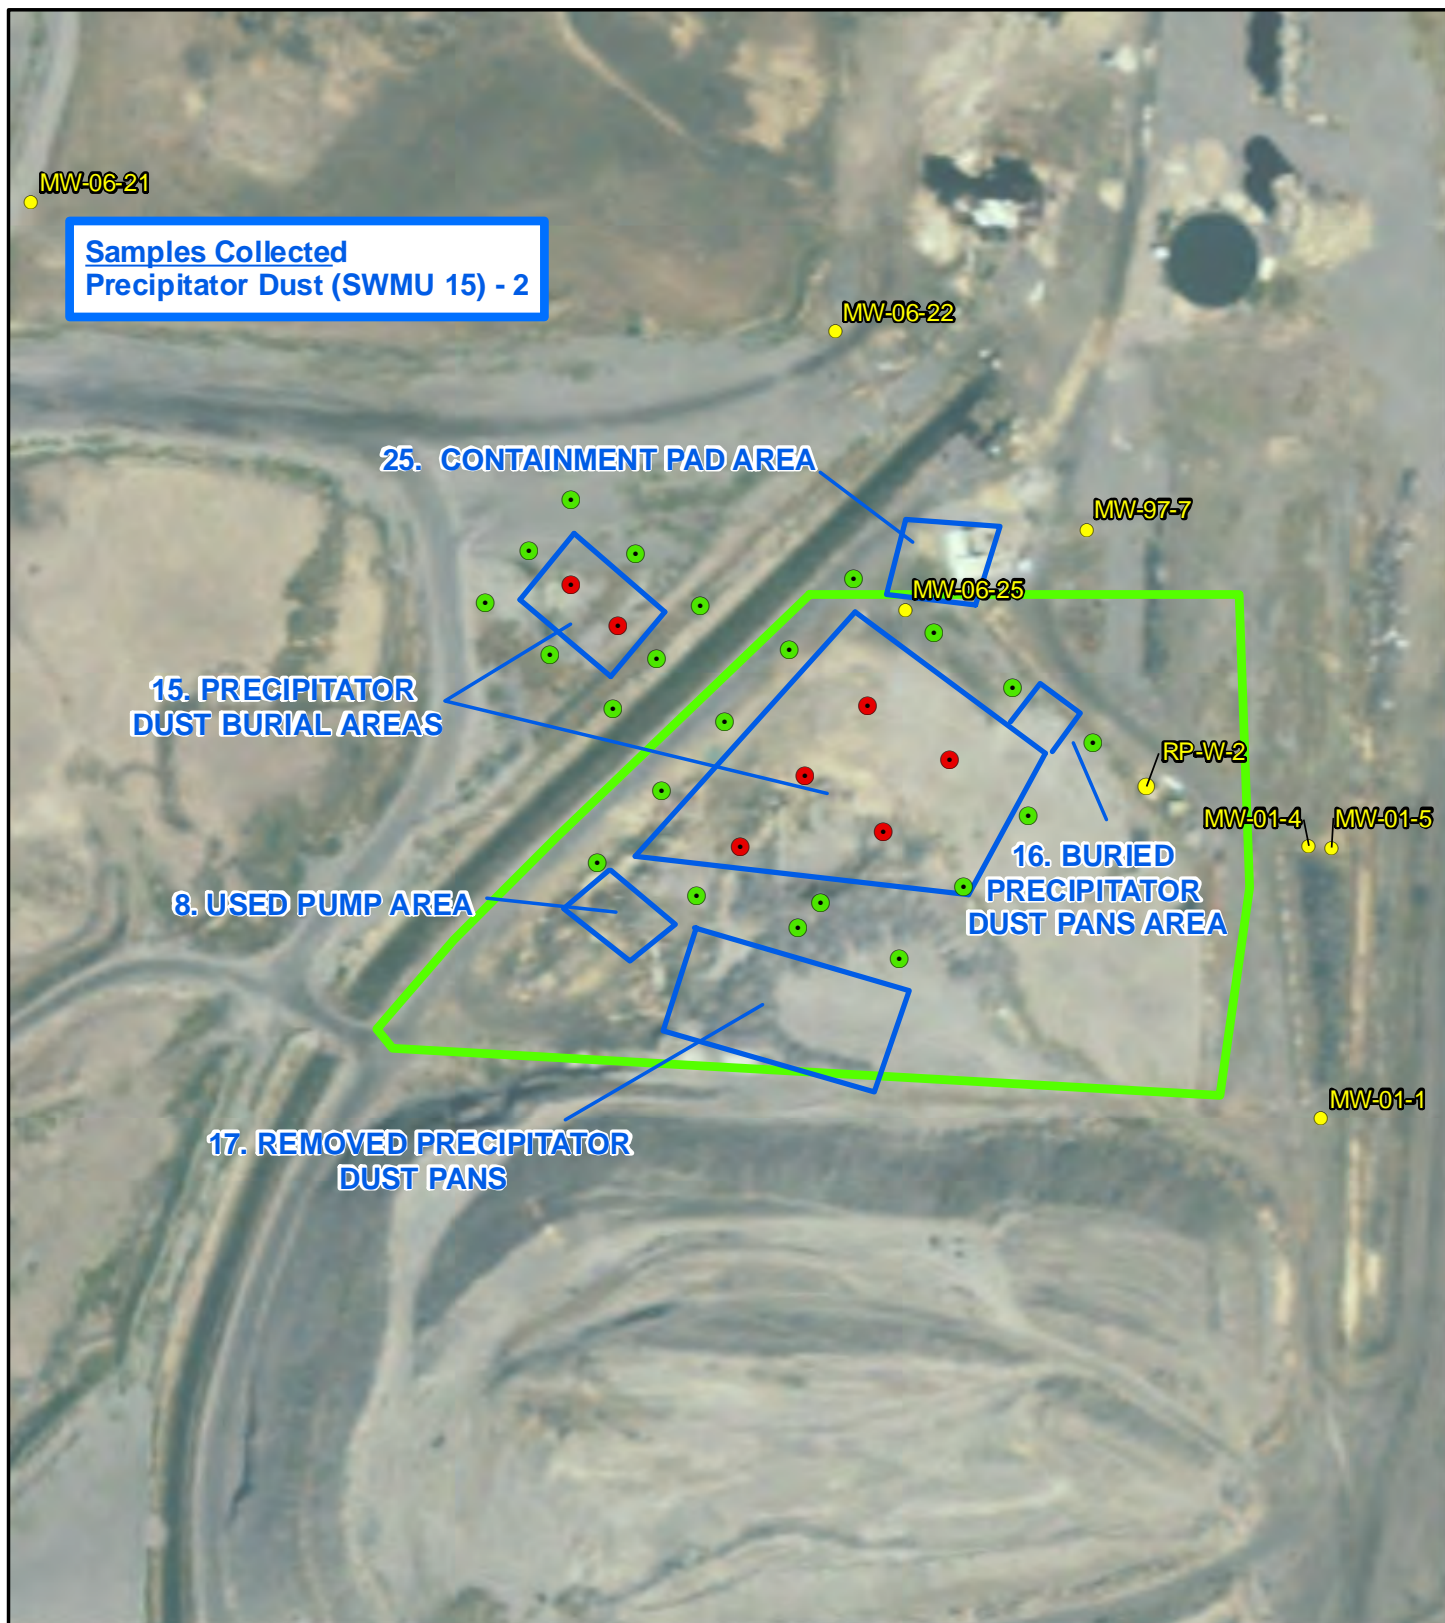 MW-06-21
Samples Collected
Precipitator Dust (SWMU 15) - 2
MW-06-22
25.  CONTAINMENT PAD AREA
MW-97-7
MW-06-25
15. PRECIPITATOR
DUST BURIAL AREAS
RP-W-2
MW-01-4
MW-01-5
16. BURIED
PRECIPITATOR
DUST PANS AREA
8. USED PUMP AREA
MW-01-1
17. REMOVED PRECIPITATOR
DUST PANS